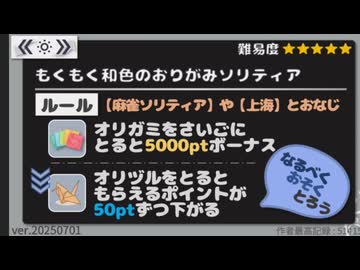 難易度★★★★★
もくもく和色のおりがみソリティア
ルール
【麻雀ソリティア】や【上海】とおなじ
オリガミをさいごに
とると5000ptボーナス
オリヅルをとると
もらえるポイントが
50ptずつ下がる
なるべく
おそく
とろう
ver.20250701
作者最高記録: